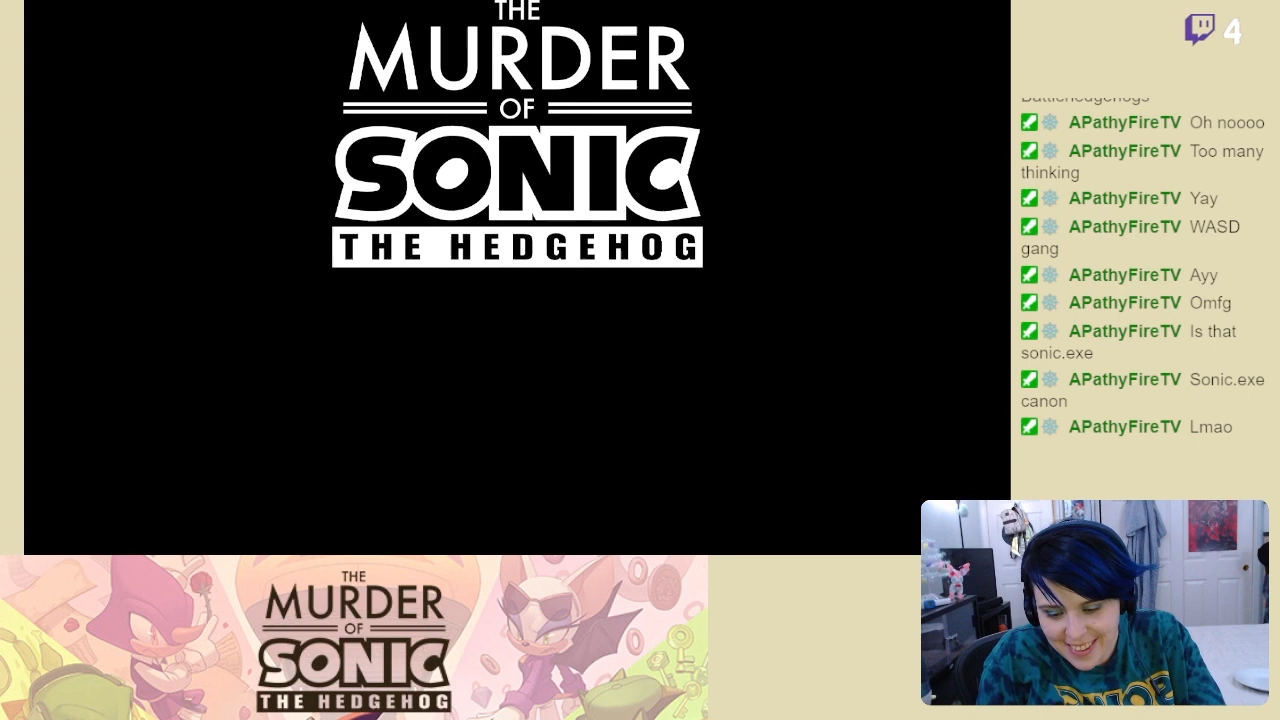 THE
MURDER
OF
SONIC
THE HEDGEHOG
4
Battlehedgehogs
APathyFireTV Oh noooo
APathyFireTV Too many
thinking
APathyFireTV Yay
APathyFireTV WASD
gang
APathyFireTV Ayy
APathyFireTV Omfg
APathyFireTV Is that
sonic.exe
APathyFireTV Sonic.exe
canon
APathyFireTV Lmao
THE
MURDER
OF
SONIC
THE HEDGEHOG